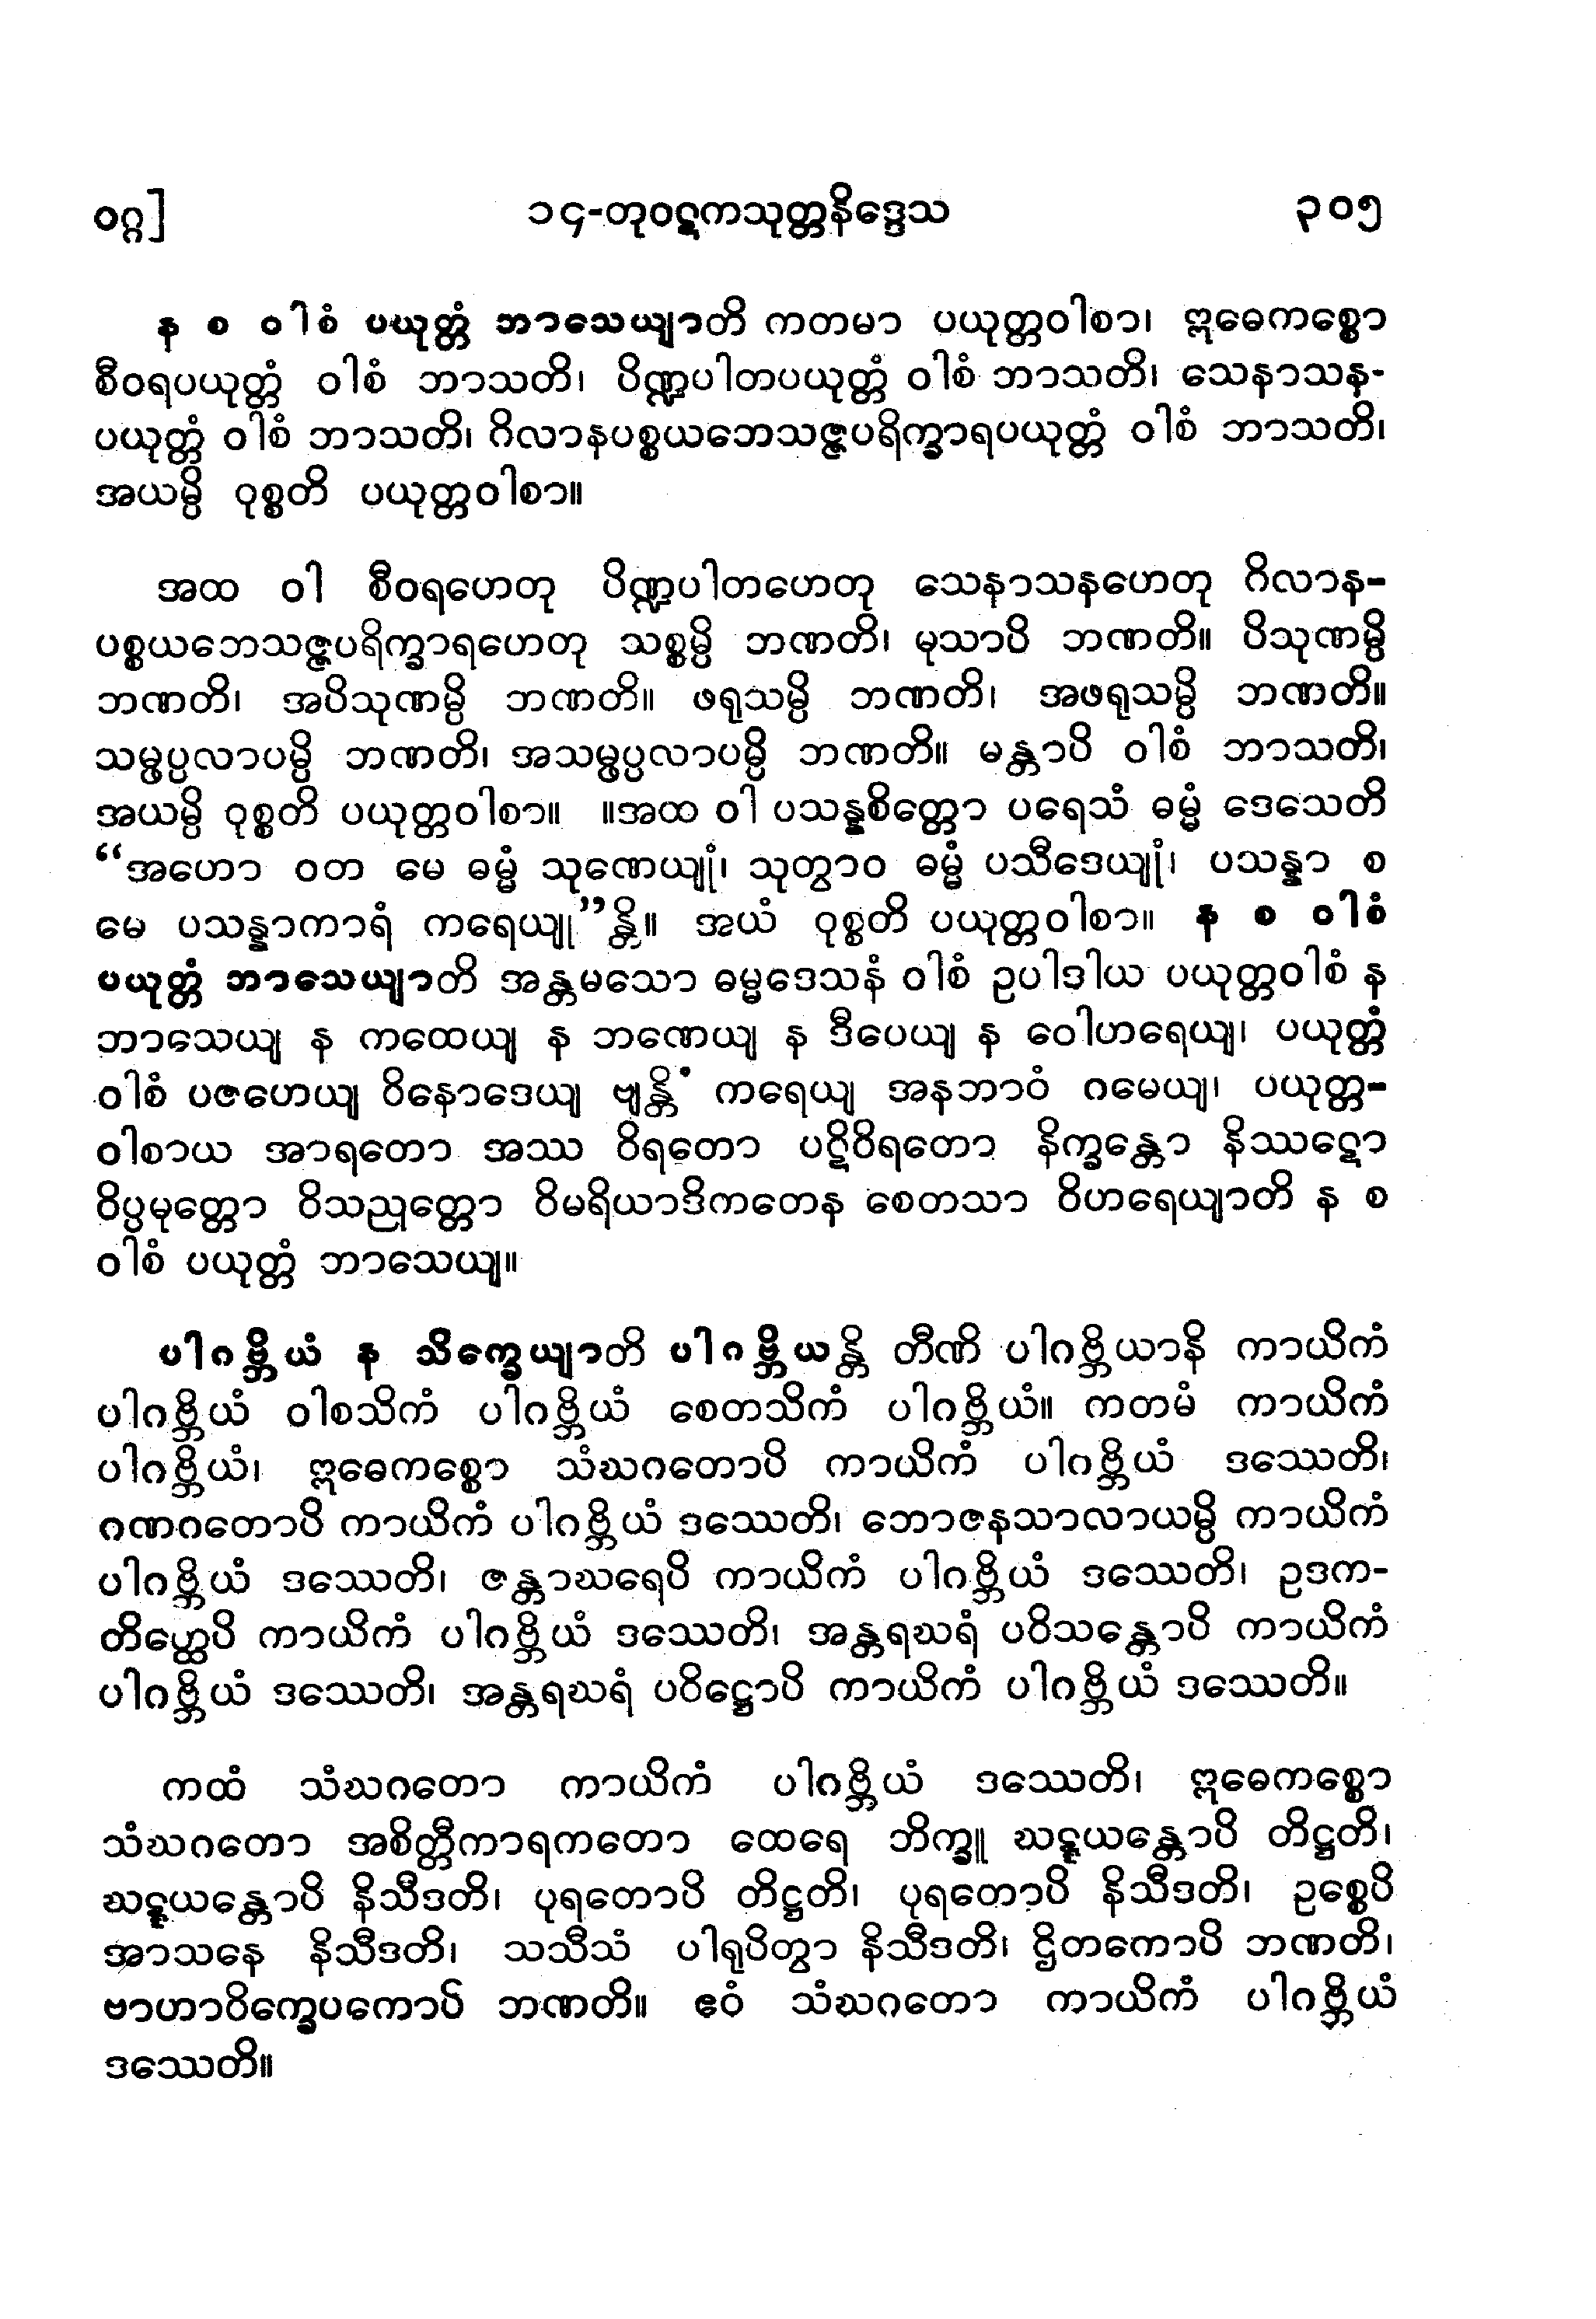 ဝဂ္ဂ]
၁၄-တုဝဋ္ဋကသုတ္တနိဒ္ဒေသ
၃၀၅
န စ ဝါစံ ပယုတ္တံ ဘာသေယျာတိ ကတမာ ပယုတ္တဝါစာ၊ ဣဓေကစ္စော
စီဝရပယုတ္တံ ဝါစံ ဘာသတိ၊ ပိဏ္ဍပါတပယုတ္တံ ဝါစံ ဘာသတိ၊ သေနာသန-
ပယုတ္တံ ဝါစံ ဘာသတိ၊ ဂိလာနပစ္စယဘေသဇ္ဇပရိက္ခာရပယုတ္တံ ဝါစံ ဘာသတိ၊
အယမ္ပိ ဝုစ္စတိ ပယုတ္တဝါစာ။
အထ ဝါ စီဝရဟေတု ပိဏ္ဍပါတဟေတု သေနာသနဟေတု ဂိလာန-
ပစ္စယဘေသဇ္ဇပရိက္ခာရဟေတု သစ္စမ္ပိ ဘဏတိ၊ မုသာပိ ဘဏတိ။ ပိသုဏမ္ပိ
ဘဏတိ၊ အပိသုဏမ္ပိ ဘဏတိ။ ဖရုသမ္ပိ ဘဏတိ၊ အဖရုသမ္ပိ ဘဏတိ။
သမ္ဖပ္ပလာပမ္ပိ ဘဏတိ၊ အသမ္ဖပ္ပလာပမ္ပိ ဘဏတိ။ မန္တာပိ ဝါစံ ဘာသတိ၊
အယမ္ပိ ဝုစ္စတိ ပယုတ္တဝါစာ။ ။အထ ဝါ ပသန္နစိတ္တော ပရေသံ ဓမ္မံ ဒေသေတိ
“အဟော ဝတ မေ ဓမ္မံ သုဏေယျုံ၊ သုတွာဝ ဓမ္မံ ပသီဒေယျုံ၊ ပသန္နာ စ
မေ ပသန္နာကာရံ ကရေယျု”န္တိ။ အယံ ဝုစ္စတိ ပယုတ္တဝါစာ။ န စ ဝါစံ
ပယုတ္တံ ဘာသေယျာတိ အန္တမသော ဓမ္မဒေသနံ ဝါစံ ဥပါဒါယ ပယုတ္တဝါစံ န
ဘာသေယျ န ကထေယျ န ဘဏေယျ န ဒီပေယျ န ဝေါဟရေယျ၊ ပယုတ္တံ
ဝါစံ ပဇဟေယျ ဝိနောဒေယျ ဗျန္တိံ ကရေယျ အနဘာဝံ ဂမေယျ၊ ပယုတ္တ-
ဝါစာယ အာရတော အဿ ဝိရတော ပဋိဝိရတော နိက္ခန္တော နိဿဋော
ဝိပ္ပမုတ္တော ဝိသညုတ္တော ဝိမရိယာဒိကတေန စေတသာ ဝိဟရေယျာတိ န စ
ဝါစံ ပယုတ္တံ ဘာသေယျ။
ပါဂဗ္ဘိယံ န သိက္ခေယျာတိ ပါဂဗ္ဘိယန္တိ တီဏိ ပါဂဗ္ဘိယာနိ ကာယိကံ
ပါဂဗ္ဘိယံ ဝါစသိကံ ပါဂဗ္ဘိယံ စေတသိကံ ပါဂဗ္ဘိယံ။ ကတမံ ကာယိကံ
ပါဂဗ္ဘိယံ၊ ဣဓေကစ္စော သံဃဂတောပိ ကာယိကံ ပါဂဗ္ဘိယံ ဒဿေတိ၊
ဂဏဂတောပိ ကာယိကံ ပါဂဗ္ဘိယံ ဒဿေတိ၊ ဘောဇနသာလာယမ္ပိ ကာယိကံ
ပါဂဗ္ဘိယံ ဒဿေတိ၊ ဇန္တာဃရေပိ ကာယိကံ ပါဂဗ္ဘိယံ ဒဿေတိ၊ ဥဒက-
တိတ္ထေပိ ကာယိကံ ပါဂဗ္ဘိယံ ဒဿေတိ၊ အန္တရဃရံ ပဝိသန္တောပိ ကာယိကံ
ပါဂဗ္ဘိယံ ဒဿေတိ၊ အန္တရဃရံ ပဝိဋ္ဌောပိ ကာယိကံ ပါဂဗ္ဘိယံ ဒဿေတိ။
ကထံ သံဃဂတော ကာယိကံ ပါဂဗ္ဘိယံ ဒဿေတိ၊ ဣဓေကစ္စော
သံဃဂတော အစိတ္တီကာရကတော ထေရေ ဘိက္ခူ ဃဋ္ဋယန္တောပိ တိဋ္ဌတိ၊
ဃဋ္ဋယန္တောပိ နိသီဒတိ၊ ပုရတောပိ တိဋ္ဌတိ၊ ပုရတောပိ နိသီဒတိ၊ ဥစ္စေပိ
အာသနေ နိသီဒတိ၊ သသီသံ ပါရုပိတွာ နိသီဒတိ၊ ဌိတကောပိ ဘဏတိ၊
ဗာဟာဝိက္ခေပကောပိ ဘဏတိ။ ဧဝံ သံဃဂတော ကာယိကံ ပါဂဗ္ဘိယံ
ဒဿေတိ။